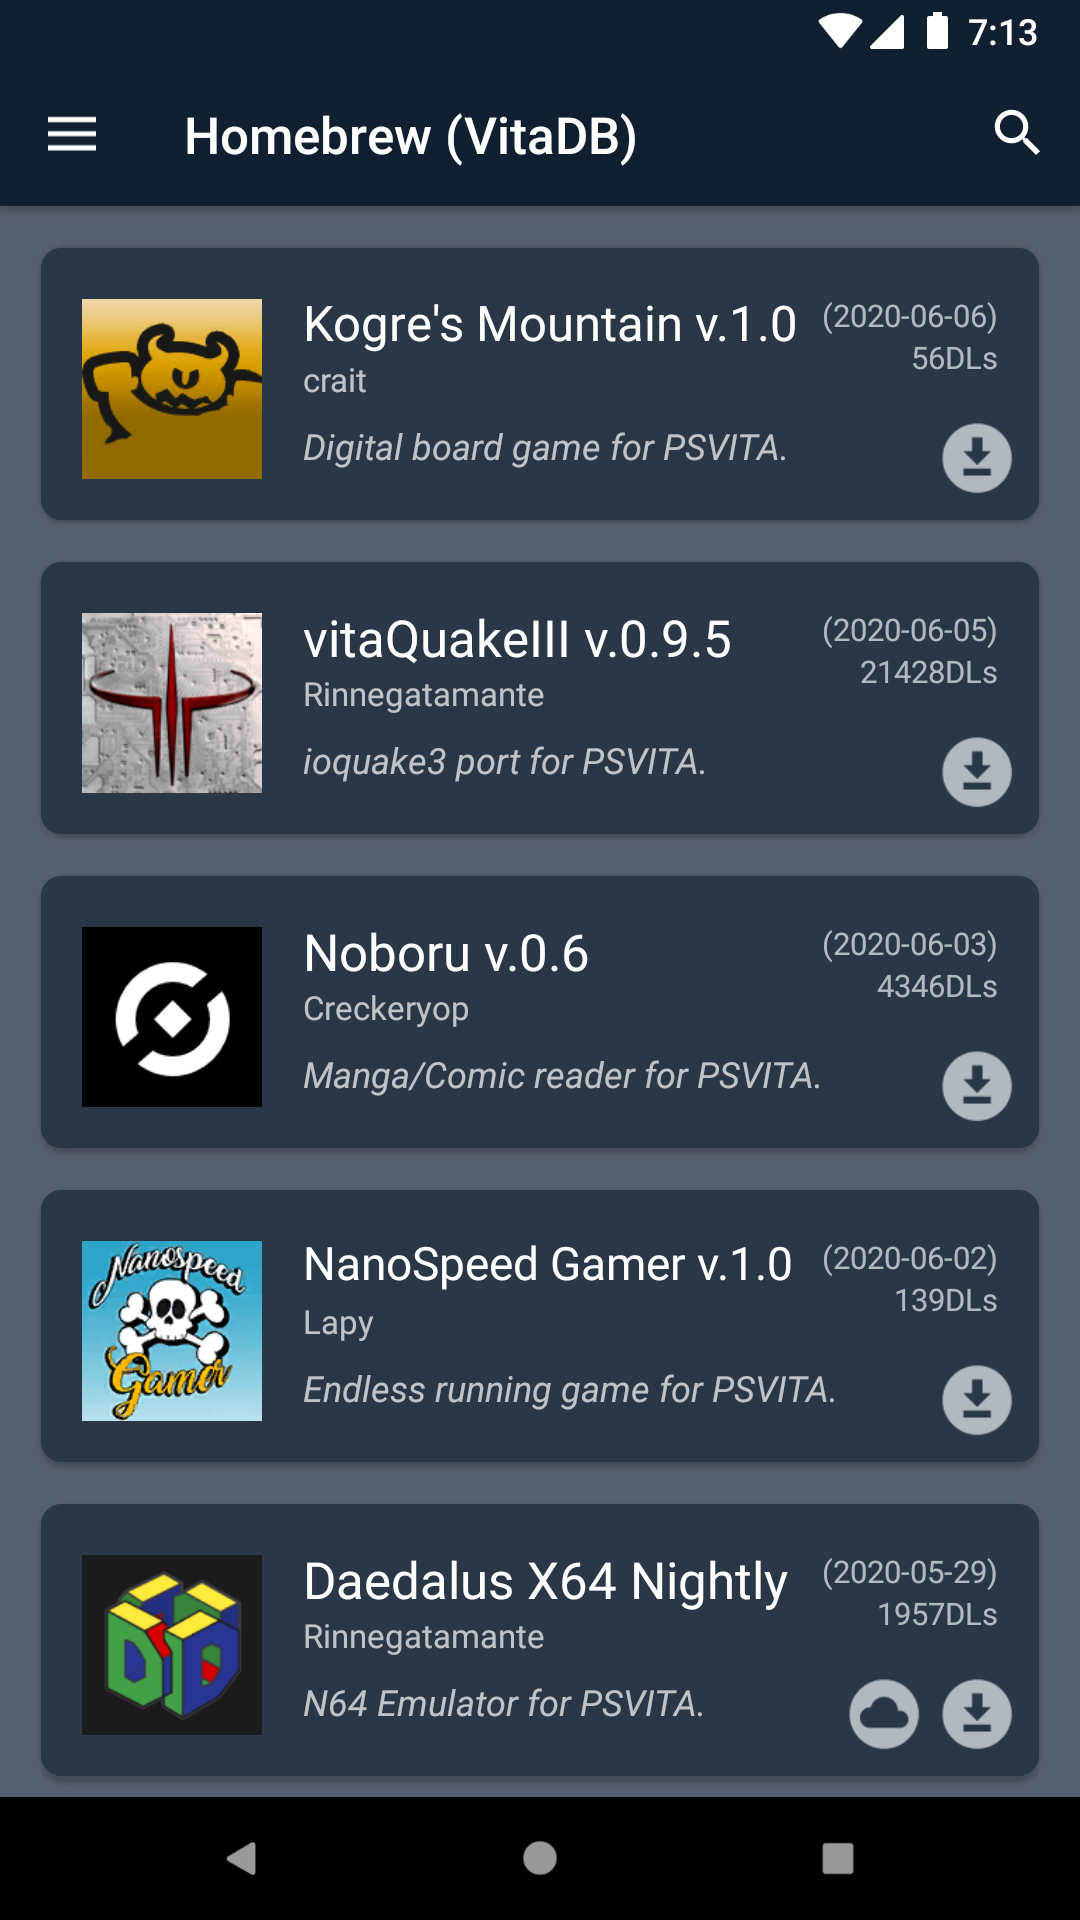 7:13
Homebrew (VitaDB)
Kogre's Mountain v.1.0
(2020-06-06)
56DLs
crait
Digital board game for PSVITA.
vitaQuakeIII v.0.9.5
(2020-06-05)
21428DLs
Rinnegatamante
ioquake3 port for PSVITA.
Noboru v.0.6
(2020-06-03)
4346DLs
Creckeryop
Manga/Comic reader for PSVITA.
Nanospeed
Gamer
NanoSpeed Gamer v.1.0
(2020-06-02)
139DLs
Lapy
Endless running game for PSVITA.
Daedalus X64 Nightly
(2020-05-29)
1957DLs
Rinnegatamante
N64 Emulator for PSVITA.